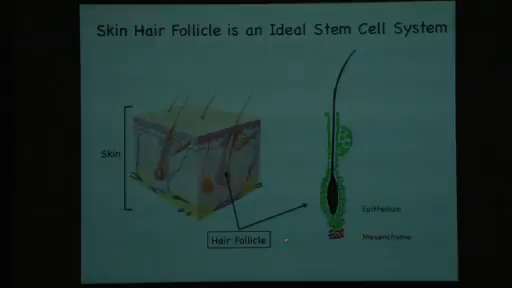 Skin Hair Follicle is an Ideal Stem Cell System
Skin
Epithelium
Hair Follicle
Mesenchyme